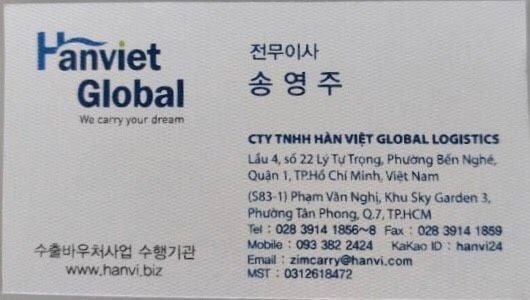 Hanviet
Global
We carry your dream
수출바우처사업 수행기관
www.hanvi.biz
전무이사
송영주
CTY TNHH HÀN VIỆT GLOBAL LOGISTICS
Lầu 4, số 22 Lý Tự Trọng, Phường Bến Nghé,
Quận 1, TP.Hồ Chí Minh, Việt Nam
(S83-1) Phạm Văn Nghị, Khu Sky Garden 3,
Phường Tân Phong, Q.7, TP.HCM
Tel : 028 3914 1856~8 Fax : 028 3914 1859
Mobile : 093 382 2424 KaKao ID : hanvi24
Email : zimcarry@hanvi.com
MST : 0312618472